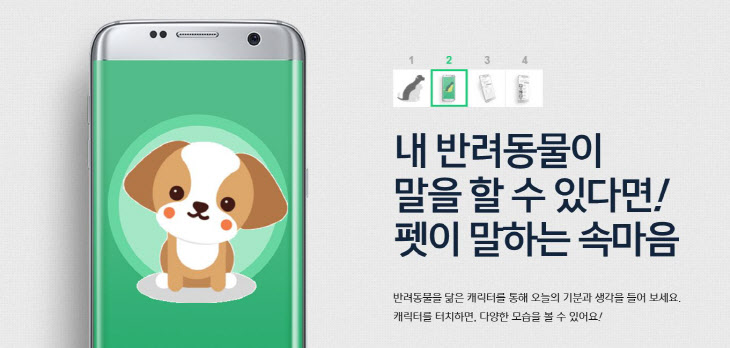 1 2 3 4
내 반려동물이
말을 할 수 있다면!
펫이 말하는 속마음
반려동물을 닮은 캐릭터를 통해 오늘의 기분과 생각을 들어 보세요.
캐릭터를 터치하면, 다양한 모습을 볼 수 있어요!